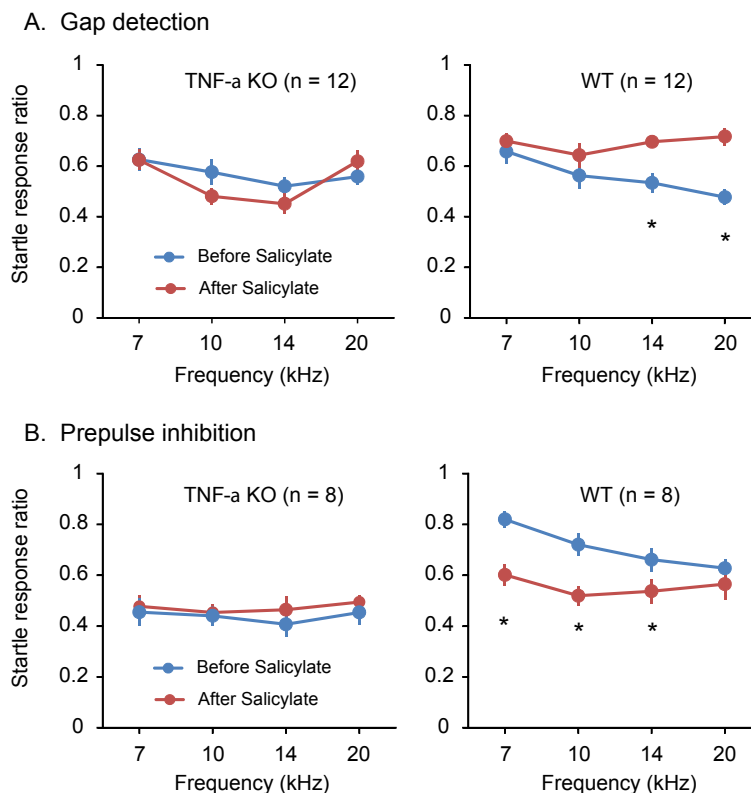 A. Gap detection
TNF-a KO (n = 12)
WT (n = 12)
Startle response ratio
1
0.8
0.6
0.4
0.2
0
Before Salicylate
After Salicylate
7 10 14 20
Frequency (kHz)
1
0.8
0.6
0.4
0.2
0
*
*
7 10 14 20
Frequency (kHz)
B. Prepulse inhibition
TNF-a KO (n = 8)
WT (n = 8)
Startle response ratio
1
0.8
0.6
0.4
0.2
0
Before Salicylate
After Salicylate
7 10 14 20
Frequency (kHz)
1
0.8
0.6
0.4
0.2
0
* * *
7 10 14 20
Frequency (kHz)